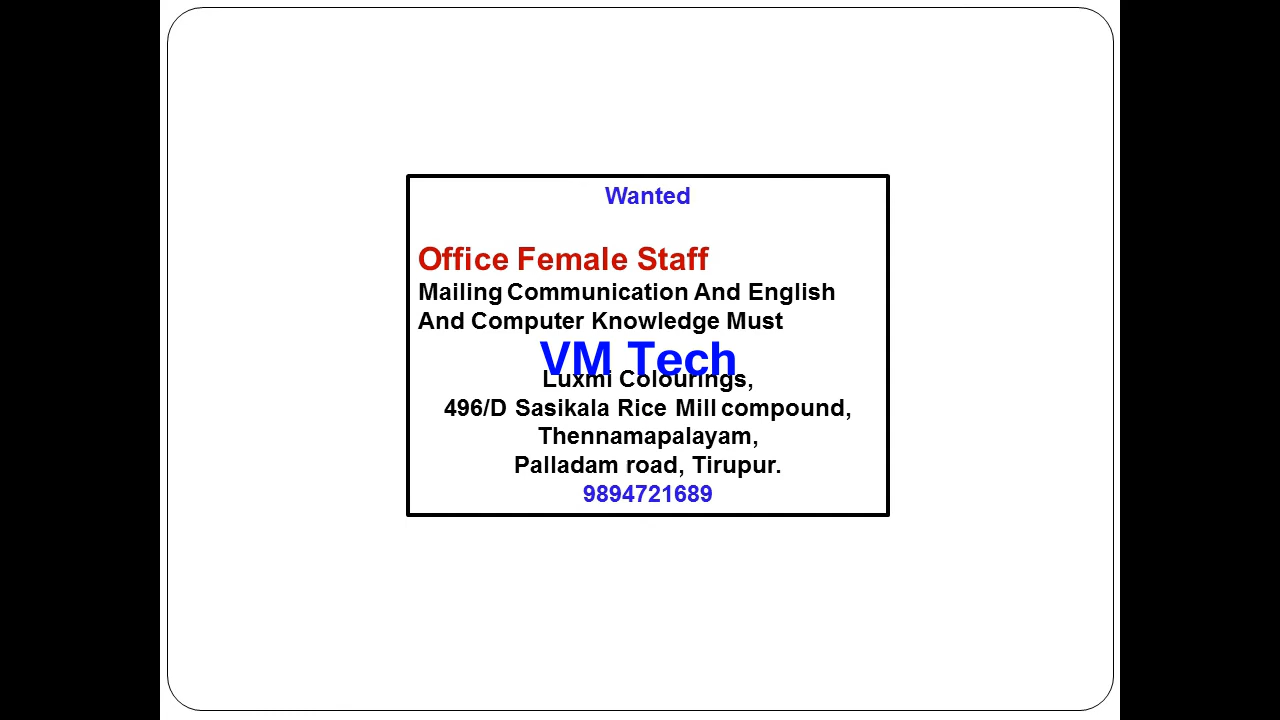 Wanted
Office Female Staff
Mailing Communication And English
And Computer Knowledge Must
VM Tech
Luxmi Colourings,
496/D Sasikala Rice Mill compound,
Thennamapalayam,
Palladam road, Tirupur.
9894721689